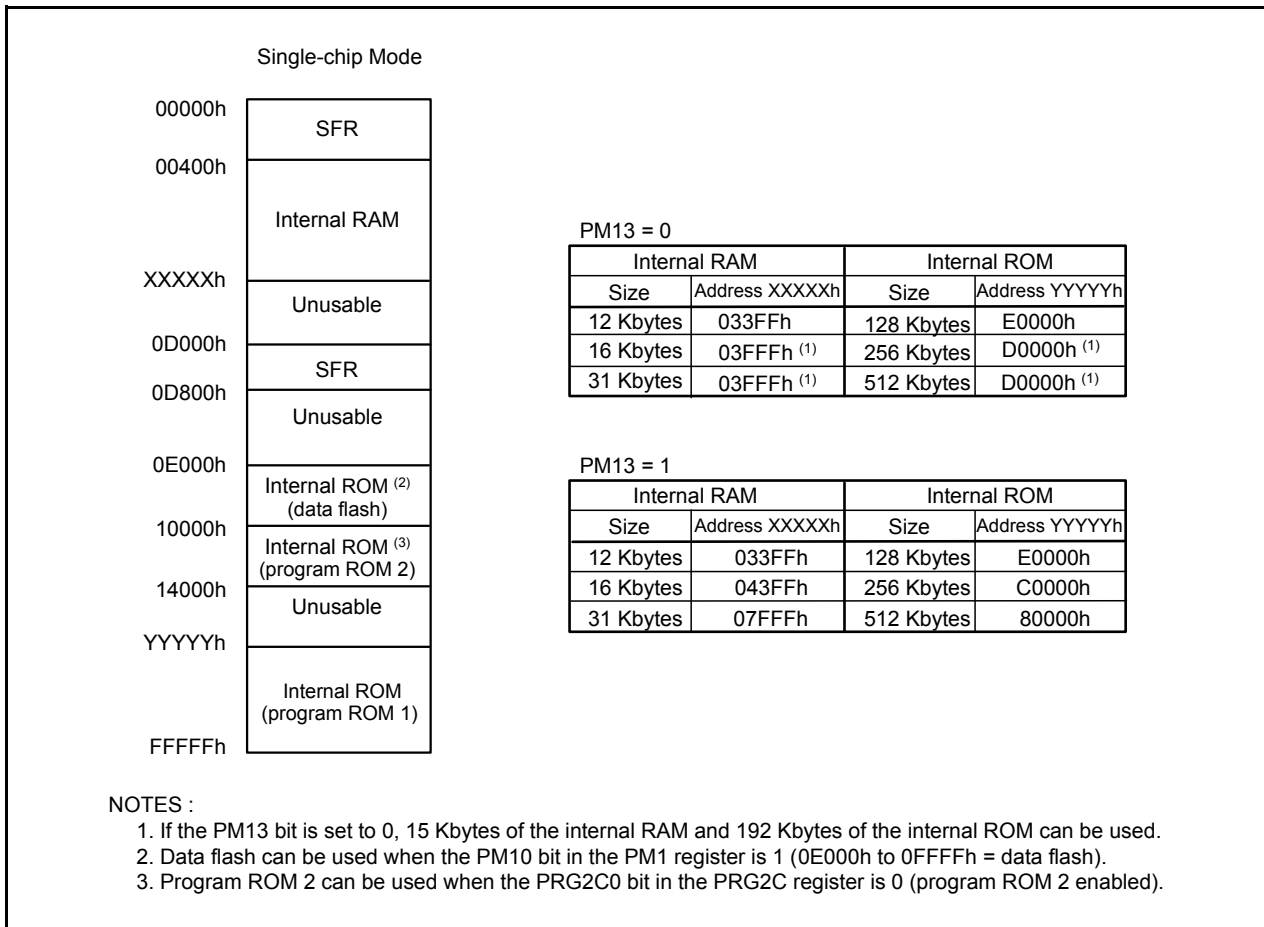 Single-chip Mode
00000h
SFR
00400h
Internal RAM
XXXXXh
Unusable
0D000h
SFR
0D800h
Unusable
0E000h
Internal ROM (2)
(data flash)
10000h
Internal ROM (3)
(program ROM 2)
14000h
Unusable
YYYYYh
Internal ROM
(program ROM 1)
FFFFFh
PM13 = 0
Internal RAM Internal ROM
Size Address XXXXXh Size Address YYYYYh
12 Kbytes 033FFh 128 Kbytes E0000h
16 Kbytes 03FFFh (1) 256 Kbytes D0000h (1)
31 Kbytes 03FFFh (1) 512 Kbytes D0000h (1)
PM13 = 1
Internal RAM Internal ROM
Size Address XXXXXh Size Address YYYYYh
12 Kbytes 033FFh 128 Kbytes E0000h
16 Kbytes 043FFh 256 Kbytes C0000h
31 Kbytes 07FFFh 512 Kbytes 80000h
NOTES :
1. If the PM13 bit is set to 0, 15 Kbytes of the internal RAM and 192 Kbytes of the internal ROM can be used.
2. Data flash can be used when the PM10 bit in the PM1 register is 1 (0E000h to 0FFFFh = data flash).
3. Program ROM 2 can be used when the PRG2C0 bit in the PRG2C register is 0 (program ROM 2 enabled).